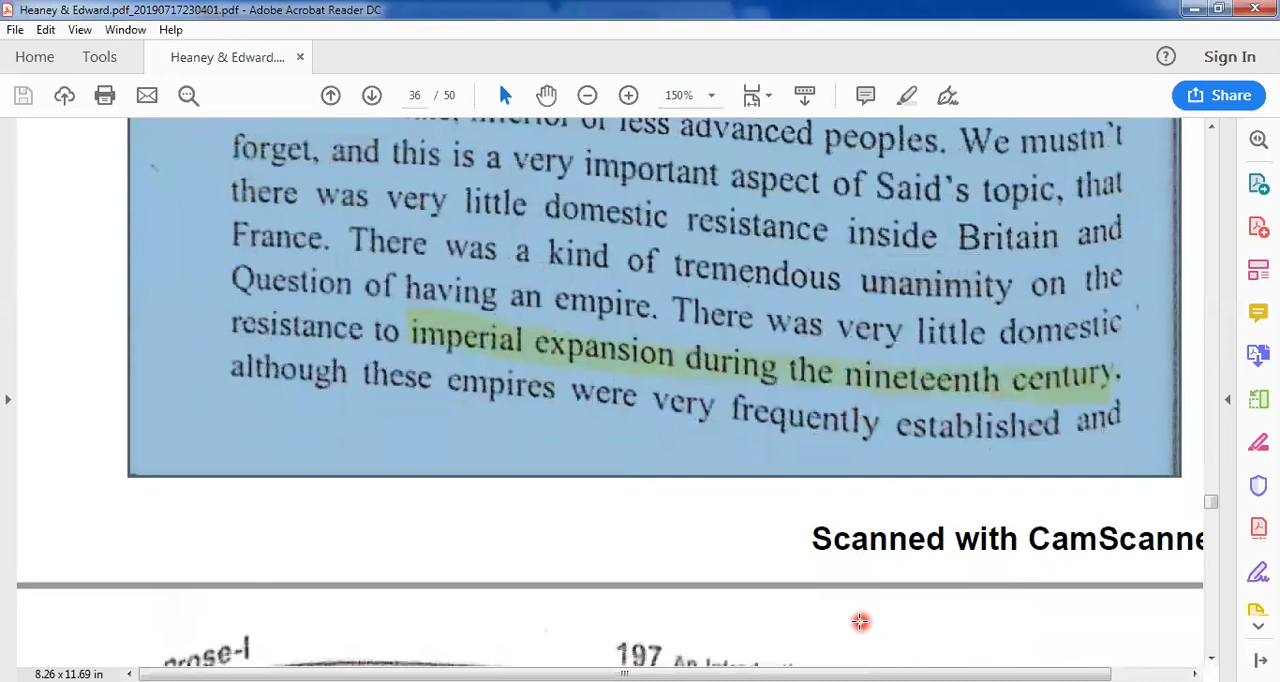 Heaney & Edward.pdf_20190717230401.pdf - Adobe Acrobat Reader DC
File Edit View Window Help
Home Tools Heaney & Edward.... × Sign In
36 / 50 150% Share
of less advanced peoples. We mustn't
forget, and this is a very important aspect of Said's topic, that
there was very little domestic resistance inside Britain and
France. There was a kind of tremendous unanimity on the
Question of having an empire. There was very little domestic
resistance to imperial expansion during the nineteenth century,
although these empires were very frequently established and
Scanned with CamScanne
prose-I 197 An
8.26 x 11.69 in